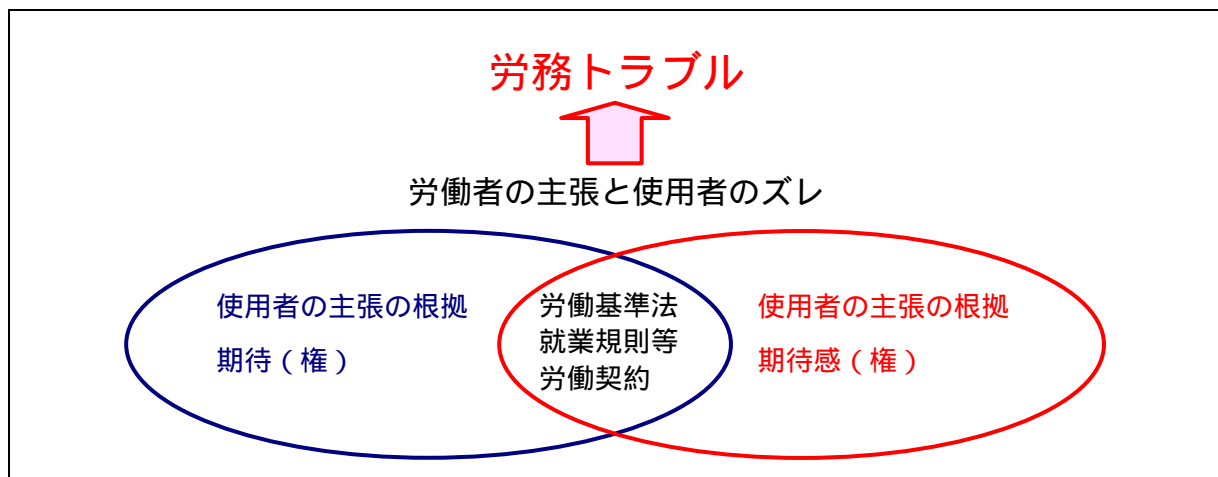 労務トラブル
労働者の主張と使用者のズレ
使用者の主張の根拠
期待（権）
労働基準法
就業規則等
労働契約
使用者の主張の根拠
期待感（権）